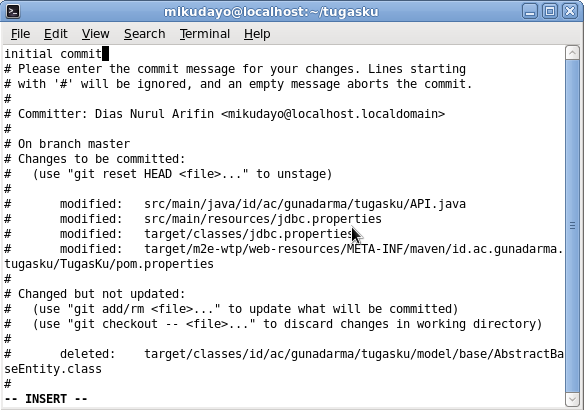 mikudayo@localhost:~/tugasku
File Edit View Search Terminal Help
initial commit
# Please enter the commit message for your changes. Lines starting
# with '#' will be ignored, and an empty message aborts the commit.
#
# Committer: Dias Nurul Arifin <mikudayo@localhost.localdomain>
#
# On branch master
# Changes to be committed:
#   (use "git reset HEAD <file>..." to unstage)
#
#       modified:   src/main/java/id/ac/gunadarma/tugasku/API.java
#       modified:   src/main/resources/jdbc.properties
#       modified:   target/classes/jdbc.properties
#       modified:   target/m2e-wtp/web-resources/META-INF/maven/id.ac.gunadarma.
tugasku/TugasKu/pom.properties
#
# Changed but not updated:
#   (use "git add/rm <file>..." to update what will be committed)
#   (use "git checkout -- <file>..." to discard changes in working directory)
#
#       deleted:    target/classes/id/ac/gunadarma/tugasku/model/base/AbstractBa
seEntity.class
#
-- INSERT --